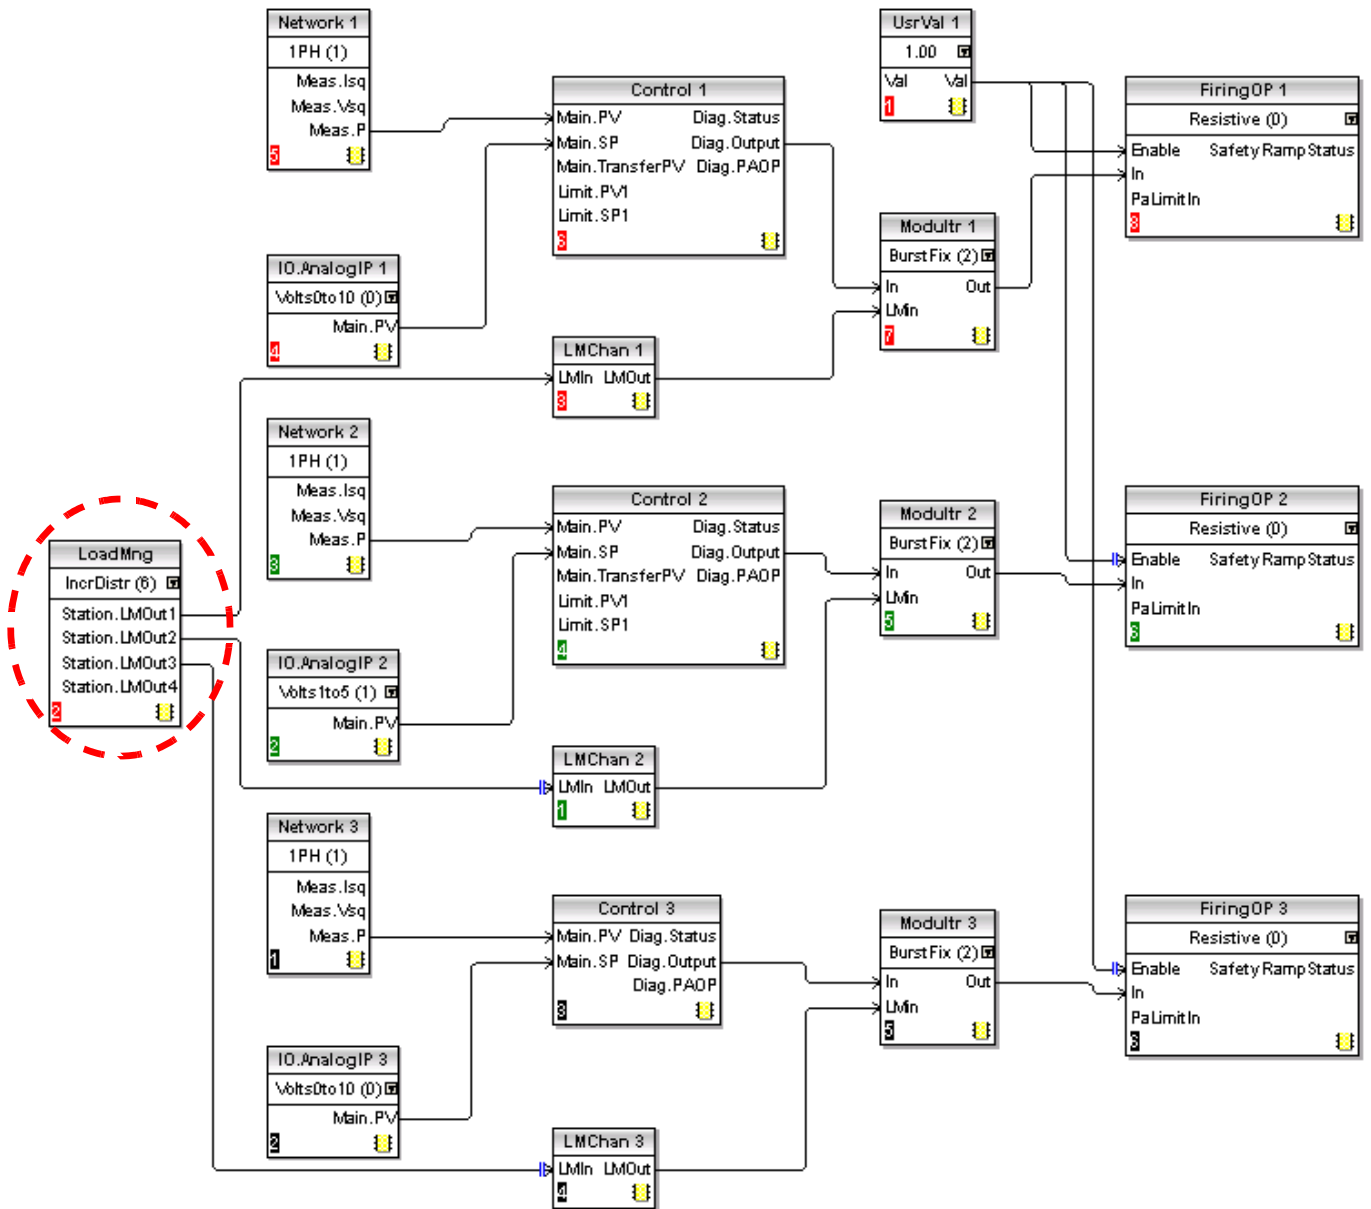 Network 1
1PH (1)
Meas.Isq
Meas.Vsq
Meas.P
5
UsrVal 1
1.00
Val Val
1
Control 1
Main.PV Diag.Status
Main.SP Diag.Output
Main.TransferPV Diag.PAOP
Limit.PV1
Limit.SP1
6
FiringOP 1
Resistive (0)
Enable Safety Ramp Status
In
PaLimitIn
8
IO.AnalogIP 1
Volts0to10 (0)
Main.PV
4
Modultr 1
Burst Fix (2)
In Out
LMin
7
LMChan 1
LMIn LMOut
3
Network 2
1PH (1)
Meas.Isq
Meas.Vsq
Meas.P
3
Control 2
Main.PV Diag.Status
Main.SP Diag.Output
Main.TransferPV Diag.PAOP
Limit.PV1
Limit.SP1
4
Modultr 2
Burst Fix (2)
In Out
LMin
5
FiringOP 2
Resistive (0)
Enable Safety Ramp Status
In
PaLimitIn
6
LoadMng
IncrDistr (6)
Station.LMOut1
Station.LMOut2
Station.LMOut3
Station.LMOut4
2
IO.AnalogIP 2
Volts1to5 (1)
Main.PV
2
LMChan 2
LMIn LMOut
1
Network 3
1PH (1)
Meas.Isq
Meas.Vsq
Meas.P
1
Control 3
Main.PV Diag.Status
Main.SP Diag.Output
Diag.PAOP
3
Modultr 3
Burst Fix (2)
In Out
LMin
5
FiringOP 3
Resistive (0)
Enable Safety Ramp Status
In
PaLimitIn
6
IO.AnalogIP 3
Volts0to10 (0)
Main.PV
2
LMChan 3
LMIn LMOut
4